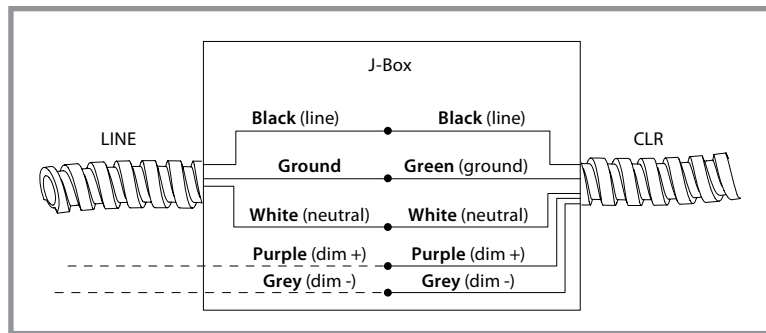 J-Box
LINE
CLR
Black (line) Black (line)
Ground Green (ground)
White (neutral) White (neutral)
Purple (dim +) Purple (dim +)
Grey (dim -) Grey (dim -)